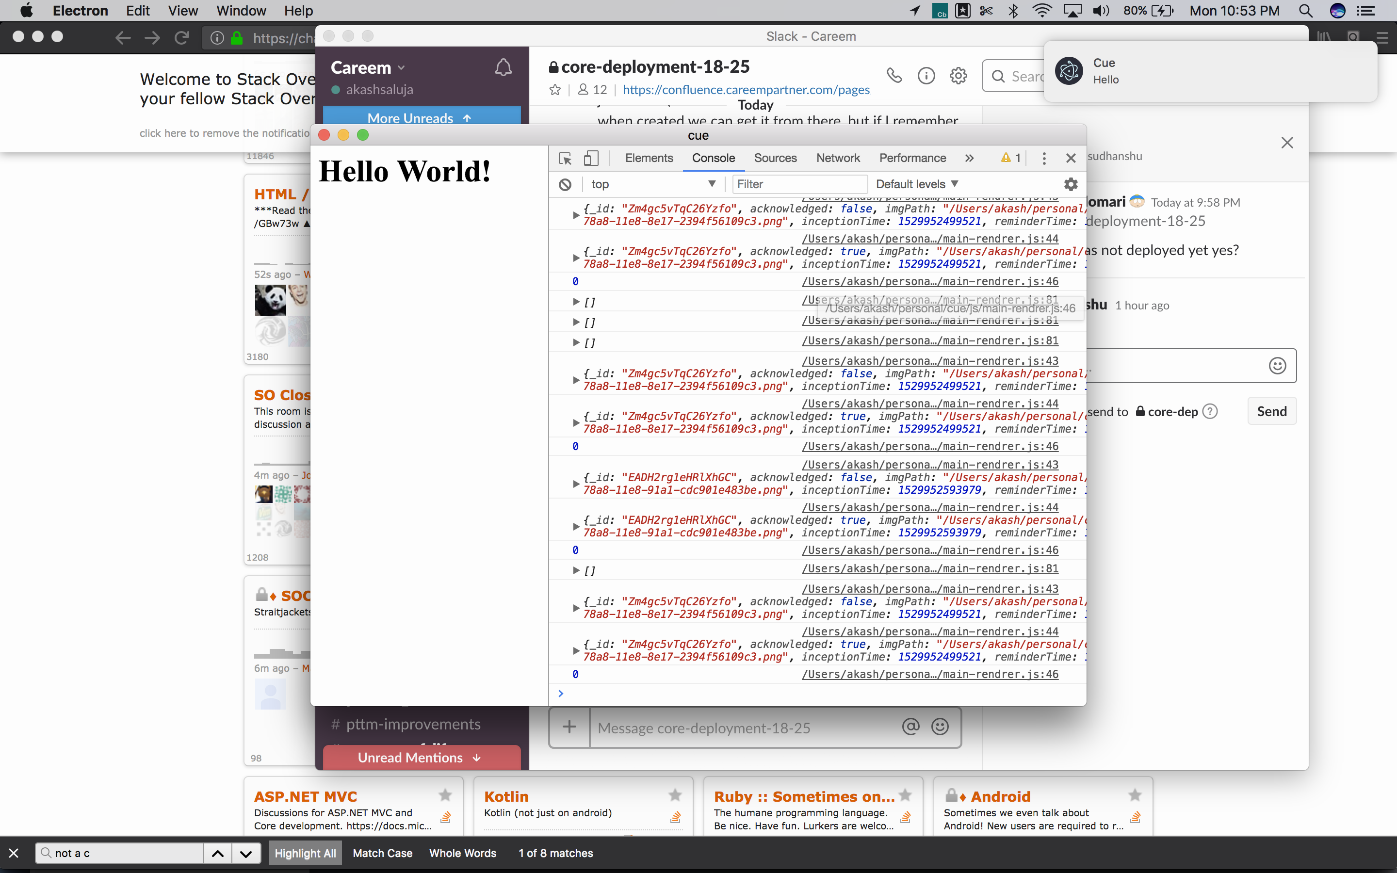 Electron Edit View Window Help
80% Mon 10:53 PM
https://ch
Slack - Careem
Welcome to Stack Over
your fellow Stack Over
click here to remove the notificatio
11846
HTML /
***Read the
/GBw73w ▲
52s ago – W
3180
SO Clos
This room is
discussion a
4m ago – Jo
1208
♦ SOC
Straitjackets
6m ago – M
98
Careem
akashsaluja
More Unreads ↑
core-deployment-18-25
12 | https://confluence.careempartner.com/pages
Today
when created we can get it from there, but if I remember
Sear
Cue
Hello
cue
Hello World!
Elements Console Sources Network Performance » 1
top Filter Default levels
{_id: "Zm4gc5vTqC26Yzfo", acknowledged: false, imgPath: "/Users/akash/personal/
78a8-11e8-8e17-2394f56109c3.png", inceptionTime: 1529952499521, reminderTime:
/Users/akash/persona…/main-rendrer.js:44
{_id: "Zm4gc5vTqC26Yzfo", acknowledged: true, imgPath: "/Users/akash/personal/c
78a8-11e8-8e17-2394f56109c3.png", inceptionTime: 1529952499521, reminderTime:
0 /Users/akash/persona…/main-rendrer.js:46
[] /Users/akash/persona…/main-rendrer.js:81
/Users/akash/personal/cue/js/main-rendrer.js:46
[] /Users/akash/persona…/main-rendrer.js:81
[] /Users/akash/persona…/main-rendrer.js:81
/Users/akash/persona…/main-rendrer.js:43
{_id: "Zm4gc5vTqC26Yzfo", acknowledged: false, imgPath: "/Users/akash/personal/
78a8-11e8-8e17-2394f56109c3.png", inceptionTime: 1529952499521, reminderTime:
/Users/akash/persona…/main-rendrer.js:44
{_id: "Zm4gc5vTqC26Yzfo", acknowledged: true, imgPath: "/Users/akash/personal/c
78a8-11e8-8e17-2394f56109c3.png", inceptionTime: 1529952499521, reminderTime:
0 /Users/akash/persona…/main-rendrer.js:46
/Users/akash/persona…/main-rendrer.js:43
{_id: "EADH2rg1eHRlXhGC", acknowledged: false, imgPath: "/Users/akash/personal/
78a8-11e8-91a1-cdc901e483be.png", inceptionTime: 1529952593979, reminderTime:
/Users/akash/persona…/main-rendrer.js:44
{_id: "EADH2rg1eHRlXhGC", acknowledged: true, imgPath: "/Users/akash/personal/c
78a8-11e8-91a1-cdc901e483be.png", inceptionTime: 1529952593979, reminderTime:
0 /Users/akash/persona…/main-rendrer.js:46
[] /Users/akash/persona…/main-rendrer.js:81
/Users/akash/persona…/main-rendrer.js:43
{_id: "Zm4gc5vTqC26Yzfo", acknowledged: false, imgPath: "/Users/akash/personal/
78a8-11e8-8e17-2394f56109c3.png", inceptionTime: 1529952499521, reminderTime:
/Users/akash/persona…/main-rendrer.js:44
{_id: "Zm4gc5vTqC26Yzfo", acknowledged: true, imgPath: "/Users/akash/personal/c
78a8-11e8-8e17-2394f56109c3.png", inceptionTime: 1529952499521, reminderTime:
0 /Users/akash/persona…/main-rendrer.js:46
sudhanshu
omari Today at 9:58 PM
deployment-18-25
as not deployed yet yes?
shu 1 hour ago
send to core-dep ? Send
# pttm-improvements
Unread Mentions ↓
+ Message core-deployment-18-25 @
ASP.NET MVC
Discussions for ASP.NET MVC and
Core development. https://docs.mic...
Kotlin
Kotlin (not just on android)
Ruby :: Sometimes on...
The humane programming language.
Be nice. Have fun. Lurkers are welco...
♦ Android
Sometimes we even talk about
Android! New users are required to r...
not a c Highlight All Match Case Whole Words 1 of 8 matches